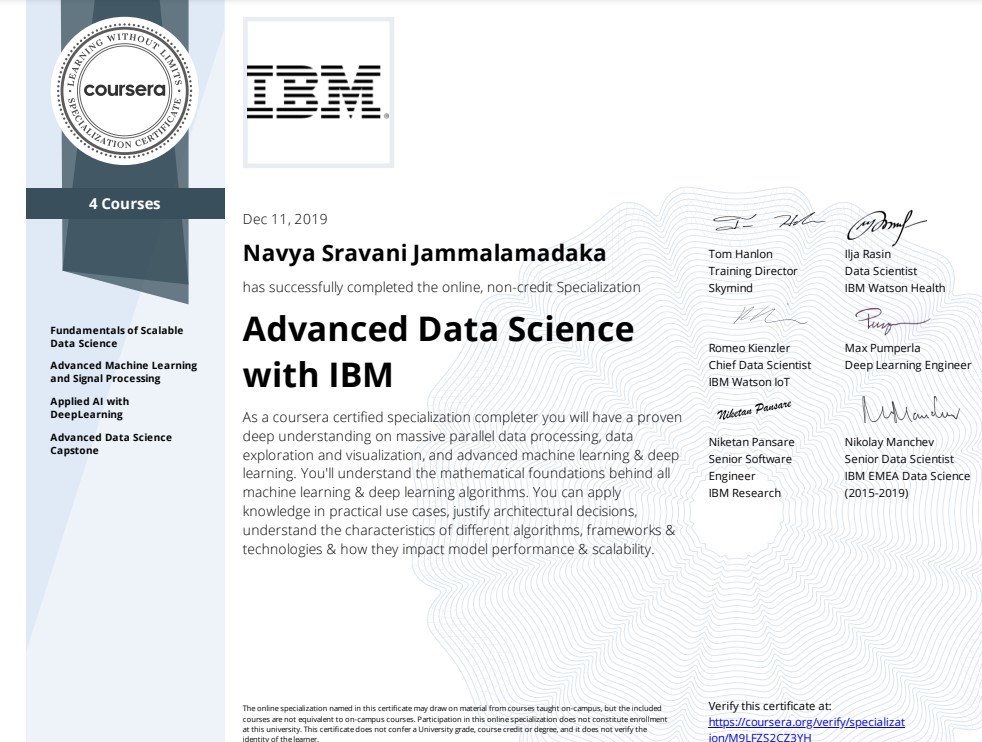 LEARNING WITHOUT LIMITS
coursera
SPECIALIZATION CERTIFICATE
IBM®
4 Courses
Fundamentals of Scalable
Data Science
Advanced Machine Learning
and Signal Processing
Applied AI with
DeepLearning
Advanced Data Science
Capstone
Dec 11, 2019
Navya Sravani Jammalamadaka
has successfully completed the online, non-credit Specialization
Advanced Data Science
with IBM
As a coursera certified specialization completer you will have a proven
deep understanding on massive parallel data processing, data
exploration and visualization, and advanced machine learning & deep
learning. You'll understand the mathematical foundations behind all
machine learning & deep learning algorithms. You can apply
knowledge in practical use cases, justify architectural decisions,
understand the characteristics of different algorithms, frameworks &
technologies & how they impact model performance & scalability.
Tom Hanlon
Training Director
Skymind
Ilja Rasin
Data Scientist
IBM Watson Health
Romeo Kienzler
Chief Data Scientist
IBM Watson IoT
Max Pumperla
Deep Learning Engineer
Niketan Pansare
Niketan Pansare
Senior Software
Engineer
IBM Research
Nikolay Manchev
Senior Data Scientist
IBM EMEA Data Science
(2015-2019)
The online specialization named in this certificate may draw on material from courses taught on-campus, but the included
courses are not equivalent to on-campus courses. Participation in this online specialization does not constitute enrollment
at this university. This certificate does not confer a University grade, course credit or degree, and it does not verify the
identity of the learner.
Verify this certificate at:
https://coursera.org/verify/specializat
ion/M9LFZS2CZ3YH